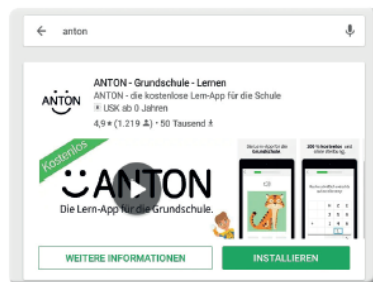 anton
ANTON - Grundschule - Lernen
ANTON - die kostenlose Lern-App für die Schule
USK ab 0 Jahren
4,9★ (1.219 ) • 50 Tausend
ANTON
Kostenlos
ANTON
Die Lern-App für die Grundschule.
Grundschule.
WEITERE INFORMATIONEN
INSTALLIEREN